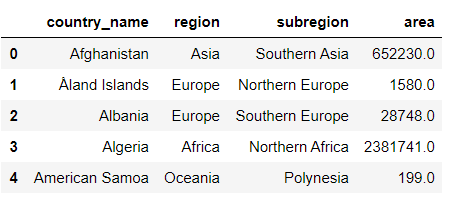 country_name region subregion area
0 Afghanistan Asia Southern Asia 652230.0
1 Åland Islands Europe Northern Europe 1580.0
2 Albania Europe Southern Europe 28748.0
3 Algeria Africa Northern Africa 2381741.0
4 American Samoa Oceania Polynesia 199.0